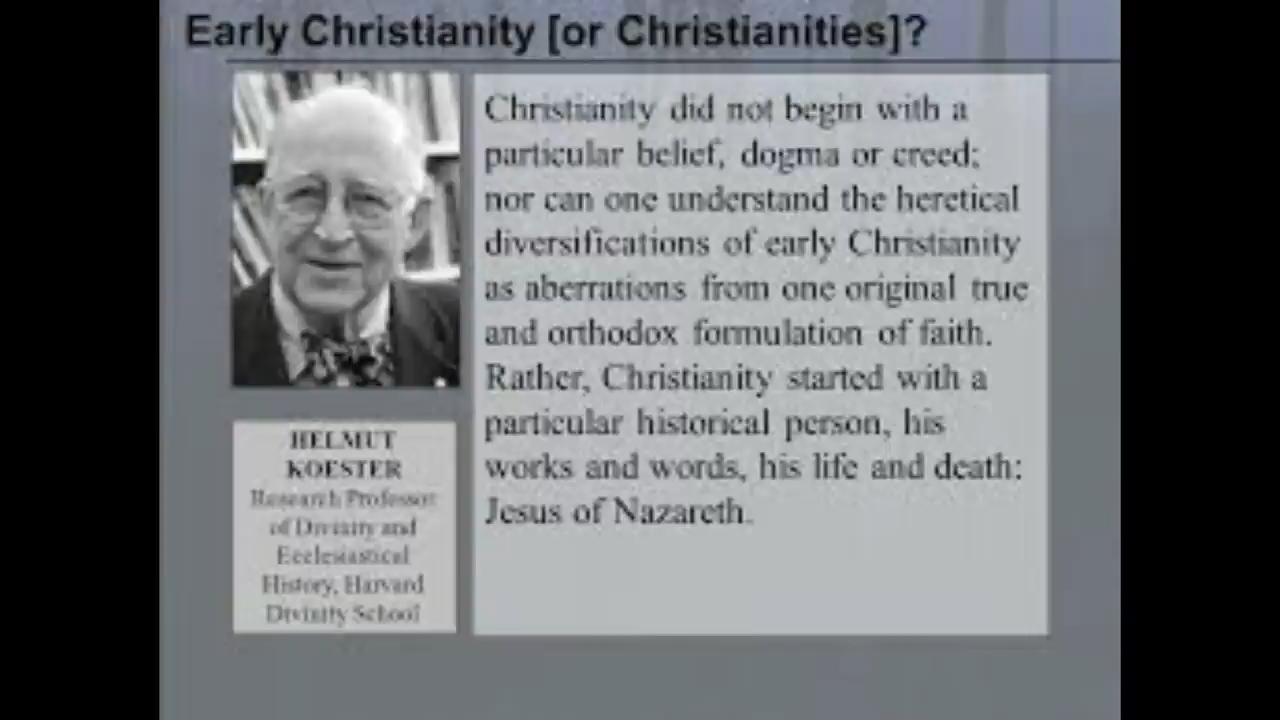 Early Christianity [or Christianities]?
Christianity did not begin with a
particular belief, dogma or creed;
nor can one understand the heretical
diversifications of early Christianity
as aberrations from one original true
and orthodox formulation of faith.
Rather, Christianity started with a
particular historical person, his
works and words, his life and death:
Jesus of Nazareth.
HELMUT
KOESTER
Research Professor
of Divinity and
Ecclesiastical
History, Harvard
Divinity School